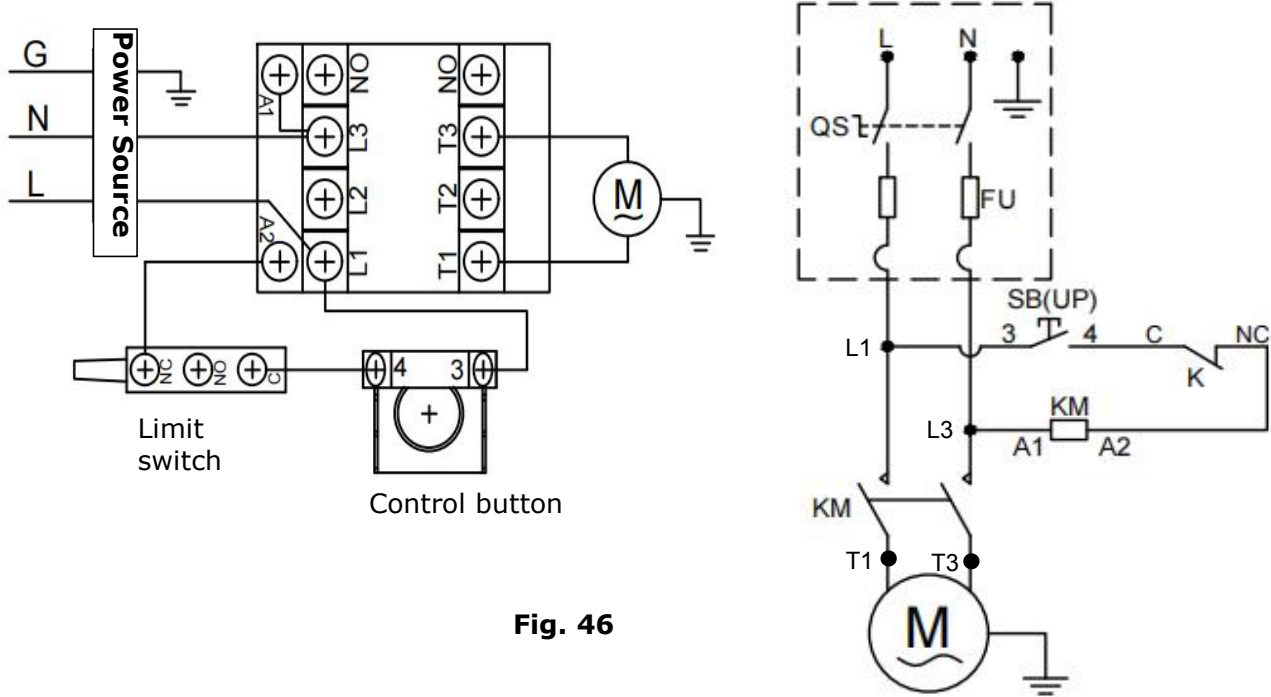 G
N
L
Power Source
A1
NO
L3
L2
A2
L1
NO
T3
T2
T1
M
NC
NO
C
4
3
Limit
switch
Control button
Fig. 46
L
N
QS
FU
SB(UP)
L1
3
4
C
NC
K
L3
KM
A1
A2
KM
T1
T3
M